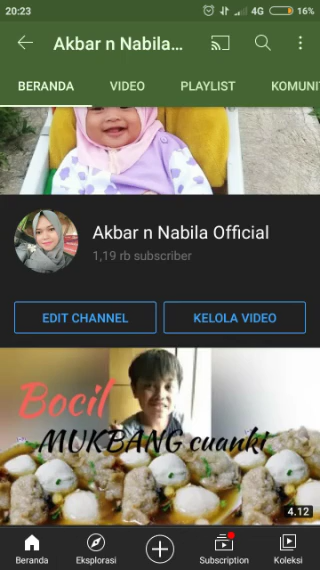 20:23
4G 16%
Akbar n Nabila...
BERANDA VIDEO PLAYLIST KOMUNI
Akbar n Nabila Official
1,19 rb subscriber
EDIT CHANNEL KELOLA VIDEO
Bocil
MUKBANG cuanki
4.12
Beranda Eksplorasi Subscription Koleksi